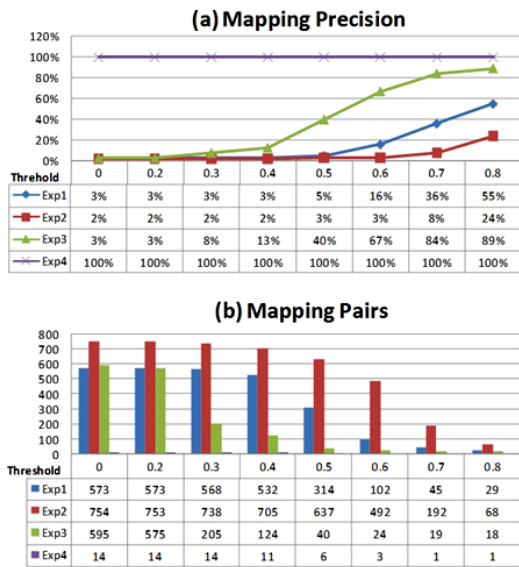 (a) Mapping Precision
120%
100%
80%
60%
40%
20%
0%
Threhold 0 0.2 0.3 0.4 0.5 0.6 0.7 0.8
Exp1 3% 3% 3% 3% 5% 16% 36% 55%
Exp2 2% 2% 2% 2% 3% 3% 8% 24%
Exp3 3% 3% 8% 13% 40% 67% 84% 89%
Exp4 100% 100% 100% 100% 100% 100% 100% 100%
(b) Mapping Pairs
800
700
600
500
400
300
200
100
0
Threshold 0 0.2 0.3 0.4 0.5 0.6 0.7 0.8
Exp1 573 573 568 532 314 102 45 29
Exp2 754 753 738 705 637 492 192 68
Exp3 595 575 205 124 40 24 19 18
Exp4 14 14 14 11 6 3 1 1